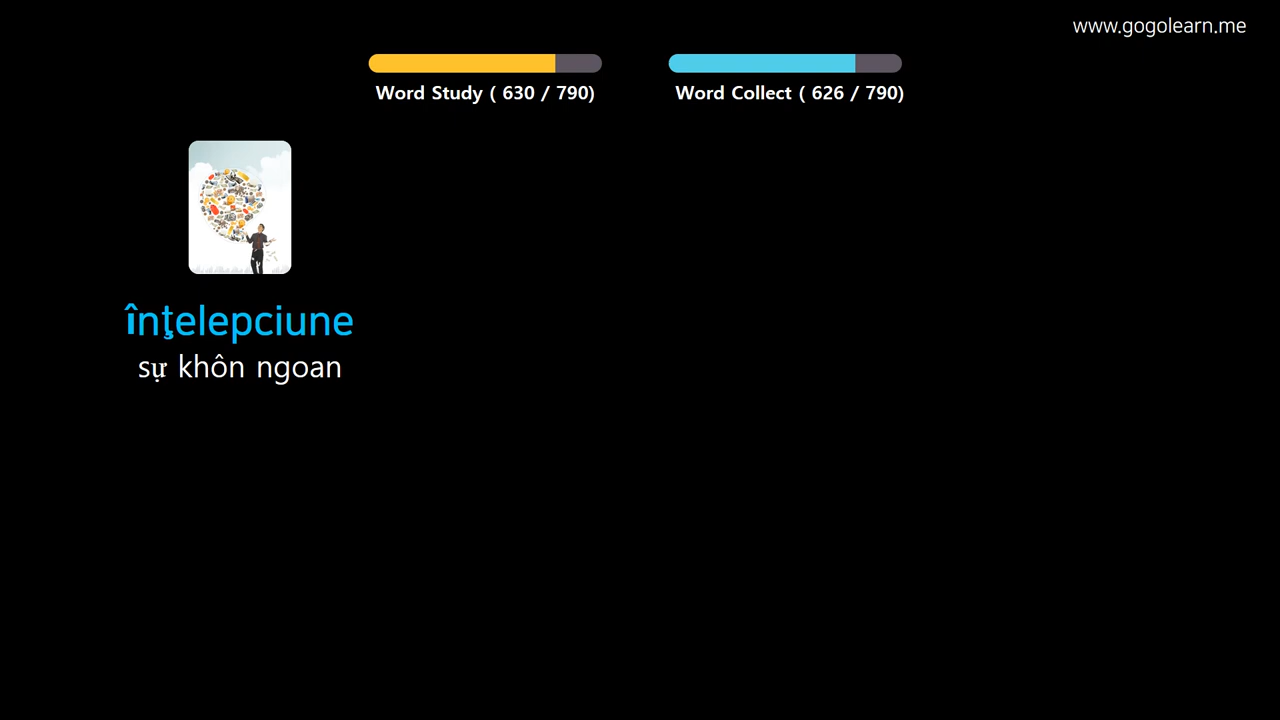 www.gogolearn.me
Word Study ( 630 / 790)
Word Collect ( 626 / 790)
înţelepciune
sự khôn ngoan